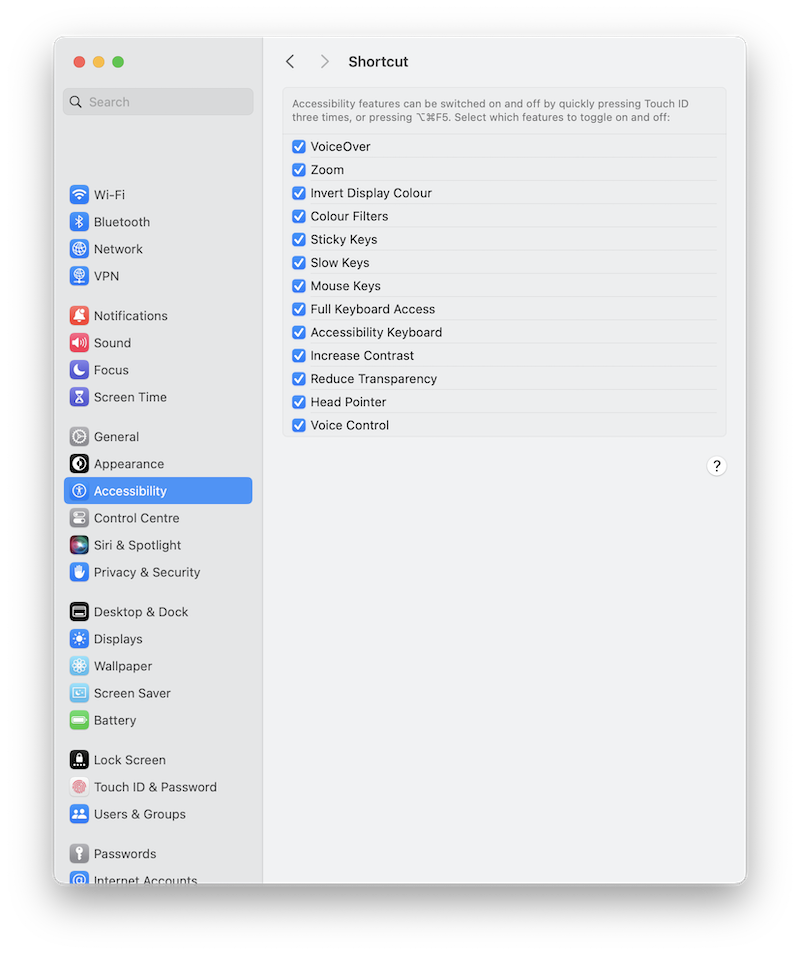 Shortcut
Search
Wi-Fi
Bluetooth
Network
VPN
Notifications
Sound
Focus
Screen Time
General
Appearance
Accessibility
Control Centre
Siri & Spotlight
Privacy & Security
Desktop & Dock
Displays
Wallpaper
Screen Saver
Battery
Lock Screen
Touch ID & Password
Users & Groups
Passwords
Internet Accounts
Accessibility features can be switched on and off by quickly pressing Touch ID
three times, or pressing ⌥⌘F5. Select which features to toggle on and off:
VoiceOver
Zoom
Invert Display Colour
Colour Filters
Sticky Keys
Slow Keys
Mouse Keys
Full Keyboard Access
Accessibility Keyboard
Increase Contrast
Reduce Transparency
Head Pointer
Voice Control
?